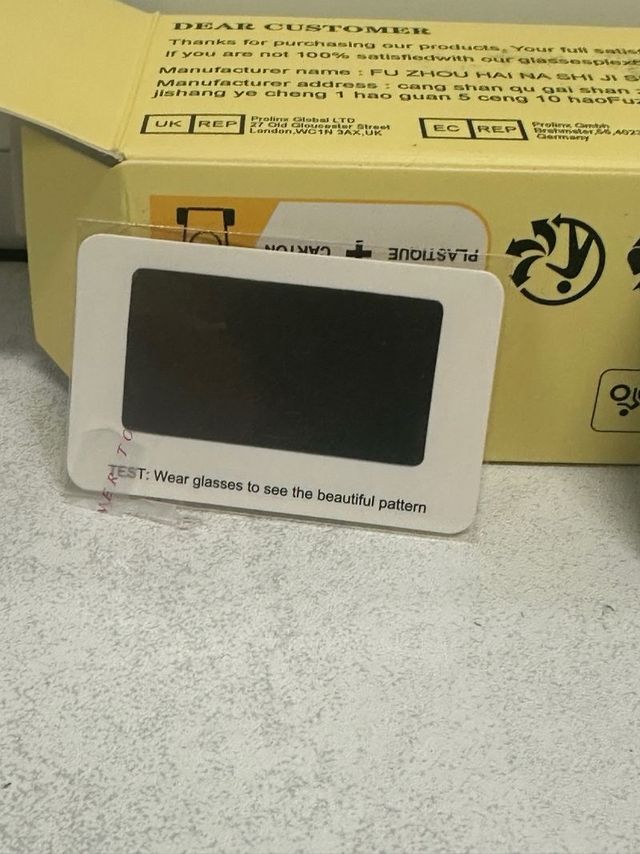 DEAR CUSTOMER
Thanks for purchasing our products, Your full
If you are not 100% satisfiedwith our
Manufacturer name : FU ZHOU HAI NA SHI JI
Manufacturer address : cang shan qu gai shan
jishang ye cheng 1 hao guan 5 ceng 10
UK REP
Prolinx Global LTD
27 Old Gloucester Street
London,WC1N 3AX,UK
EC REP
Prolinx GmbH
Germany
PLASTIQUE + CARTON
TEST: Wear glasses to see the beautiful pattern